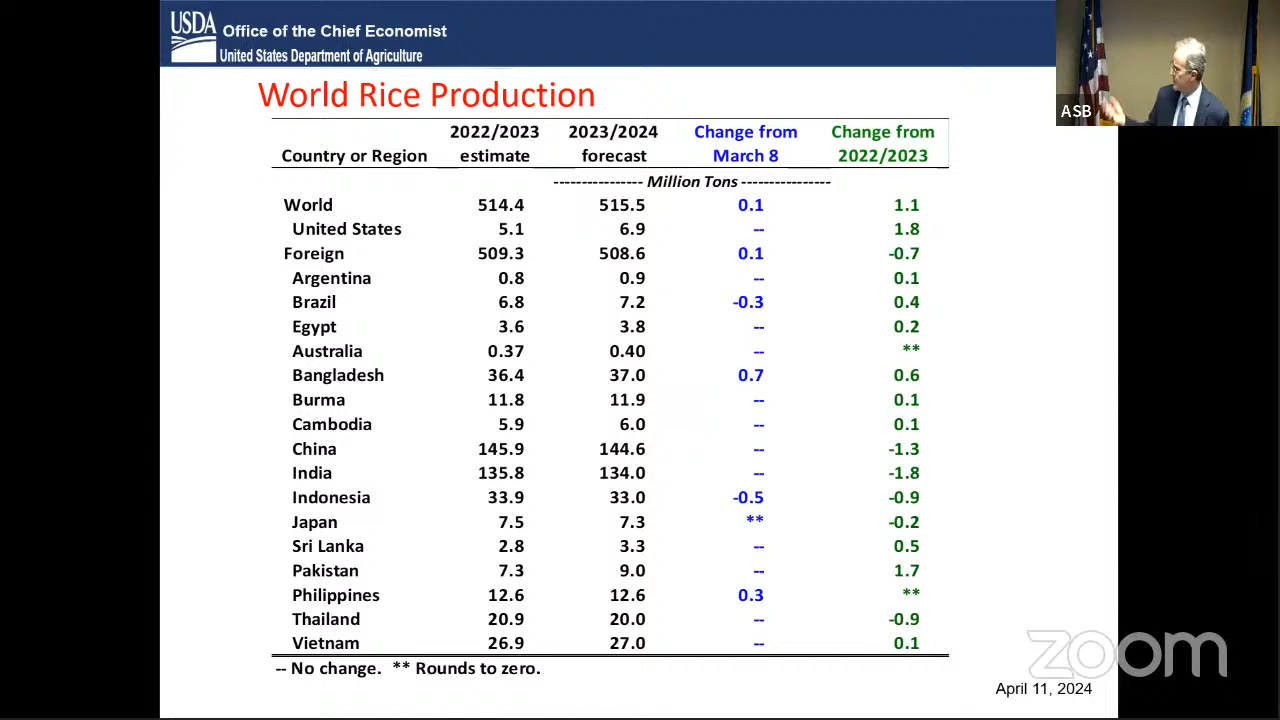 USDA Office of the Chief Economist
United States Department of Agriculture
ASB
World Rice Production
Country or Region 2022/2023 estimate 2023/2024 forecast Change from March 8 Change from 2022/2023
---------------- Million Tons ----------------
World 514.4 515.5 0.1 1.1
United States 5.1 6.9 -- 1.8
Foreign 509.3 508.6 0.1 -0.7
Argentina 0.8 0.9 -- 0.1
Brazil 6.8 7.2 -0.3 0.4
Egypt 3.6 3.8 -- 0.2
Australia 0.37 0.40 -- **
Bangladesh 36.4 37.0 0.7 0.6
Burma 11.8 11.9 -- 0.1
Cambodia 5.9 6.0 -- 0.1
China 145.9 144.6 -- -1.3
India 135.8 134.0 -- -1.8
Indonesia 33.9 33.0 -0.5 -0.9
Japan 7.5 7.3 ** -0.2
Sri Lanka 2.8 3.3 -- 0.5
Pakistan 7.3 9.0 -- 1.7
Philippines 12.6 12.6 0.3 **
Thailand 20.9 20.0 -- -0.9
Vietnam 26.9 27.0 -- 0.1
-- No change. ** Rounds to zero.
zoom
April 11, 2024